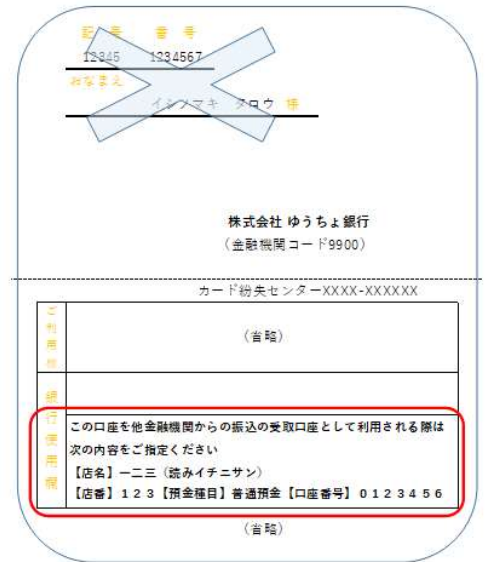 記 号　番 号
12345　1234567
おなまえ
イシノマキ　タロウ 様
株式会社 ゆうちょ銀行
（金融機関コード9900）
カード紛失センターXXXX-XXXXXX
ご利用欄
（省略）
銀行使用欄
この口座を他金融機関からの振込の受取口座として利用される際は
次の内容をご指定ください
【店名】一二三（読みイチニサン）
【店番】１２３【預金種目】普通預金【口座番号】０１２３４５６
（省略）